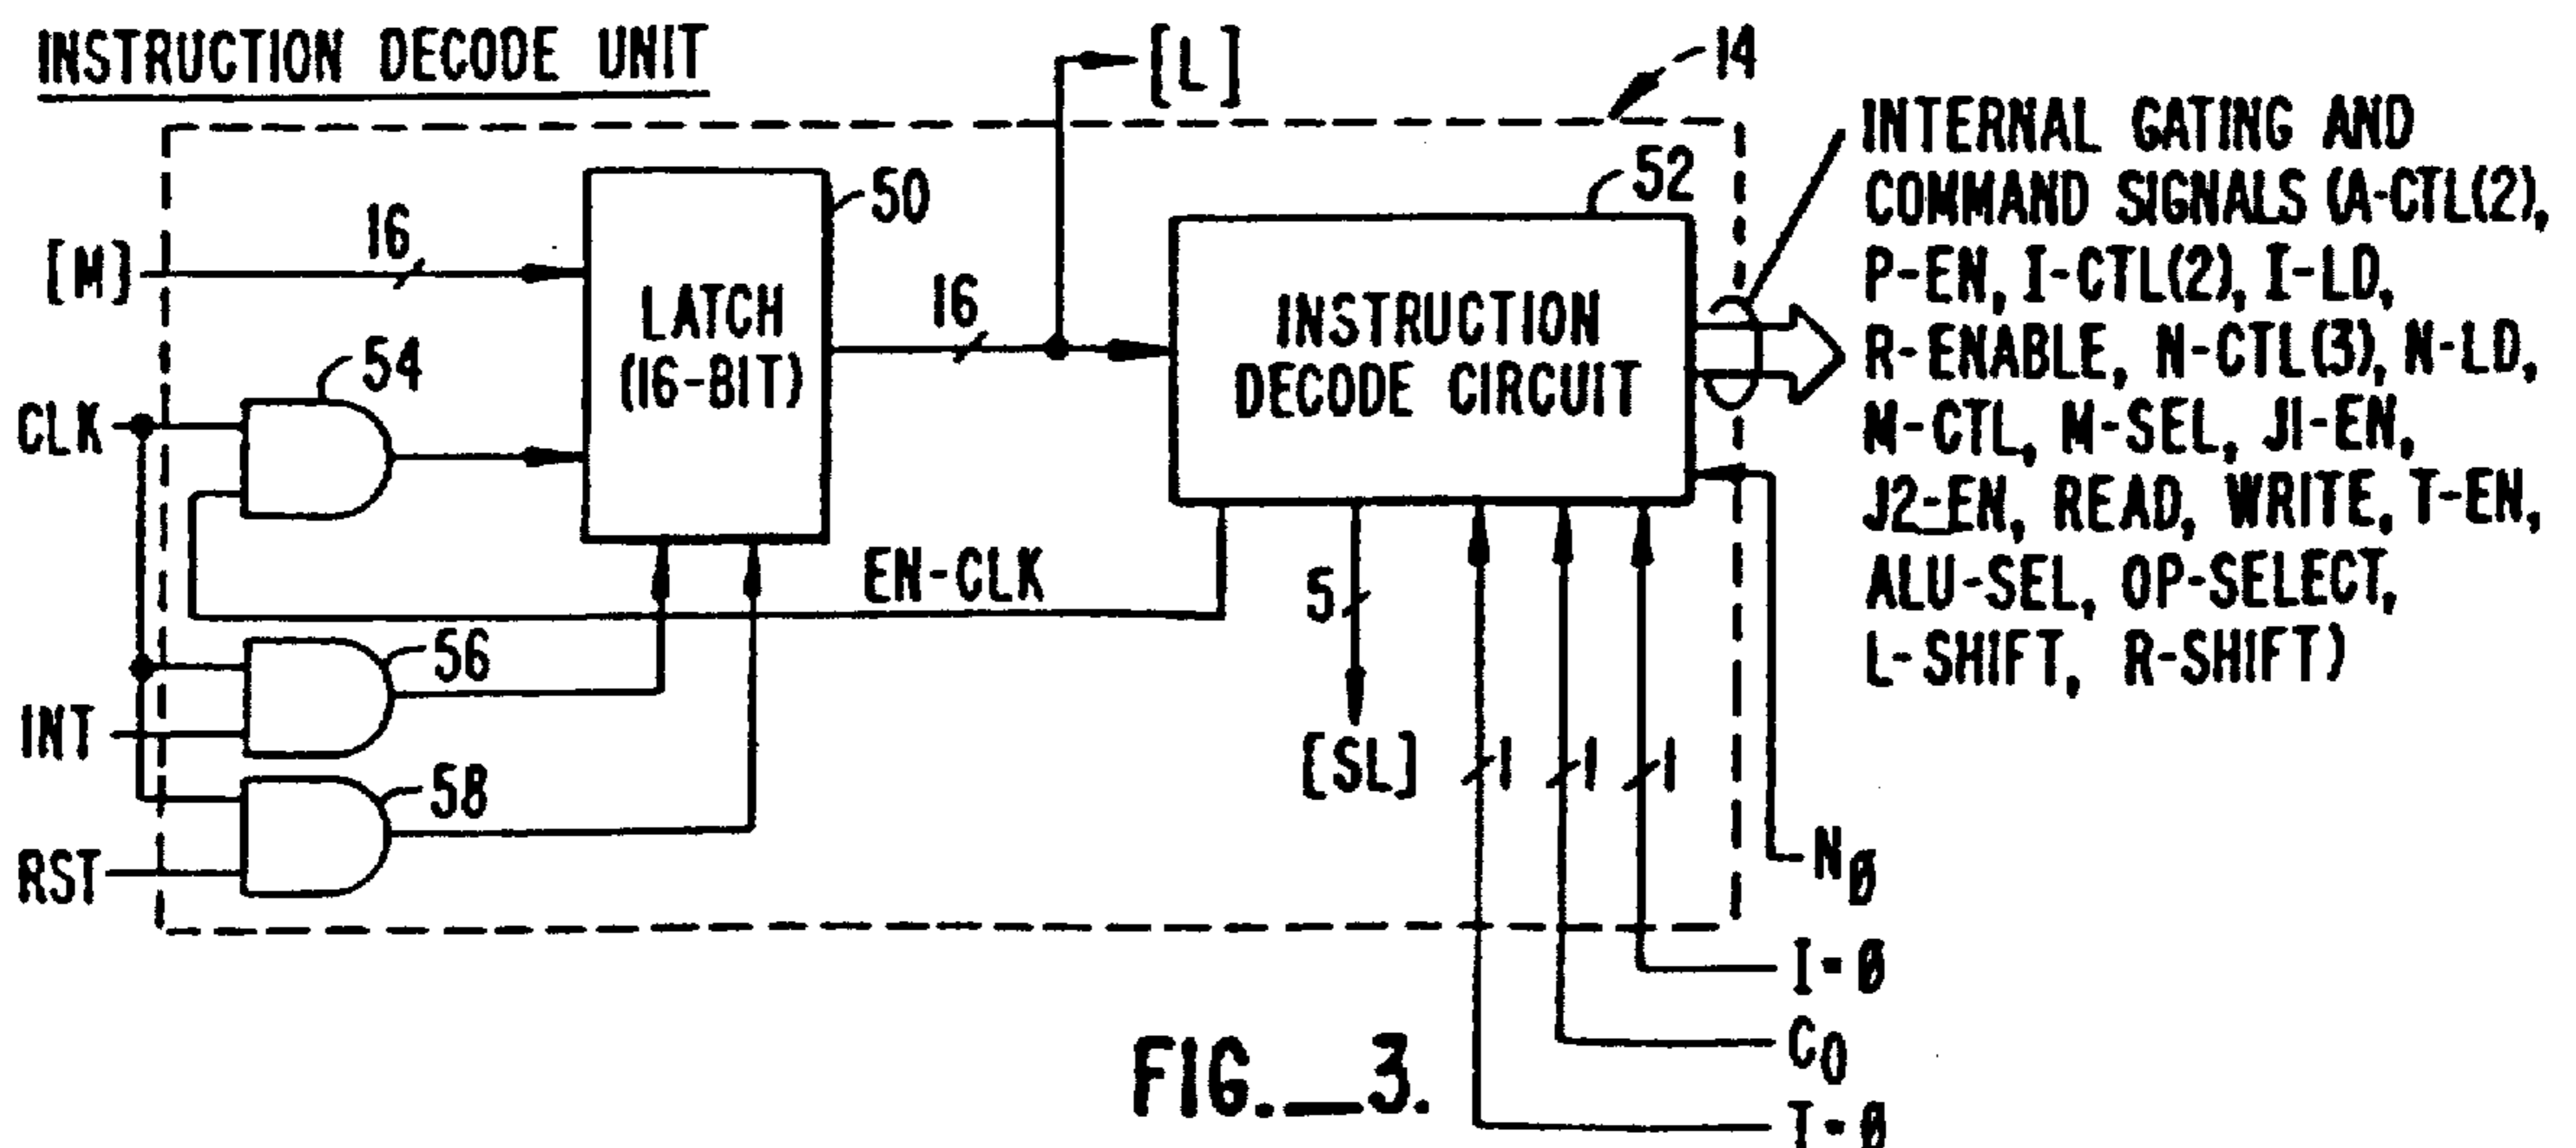 INSTRUCTION DECODE UNIT
[L]
14
INTERNAL GATING AND
COMMAND SIGNALS (A-CTL(2),
P-EN, I-CTL(2), I-LD,
R-ENABLE, N-CTL(3), N-LD,
M-CTL, M-SEL, J1-EN,
J2-EN, READ, WRITE, T-EN,
ALU-SEL, OP-SELECT,
L-SHIFT, R-SHIFT)
[M]
16
LATCH
(16-BIT)
50
16
52
INSTRUCTION
DECODE CIRCUIT
CLK
54
EN-CLK
INT
56
RST
58
5
[SL]
1
1
1
NØ
I=Ø
C0
FIG._3.